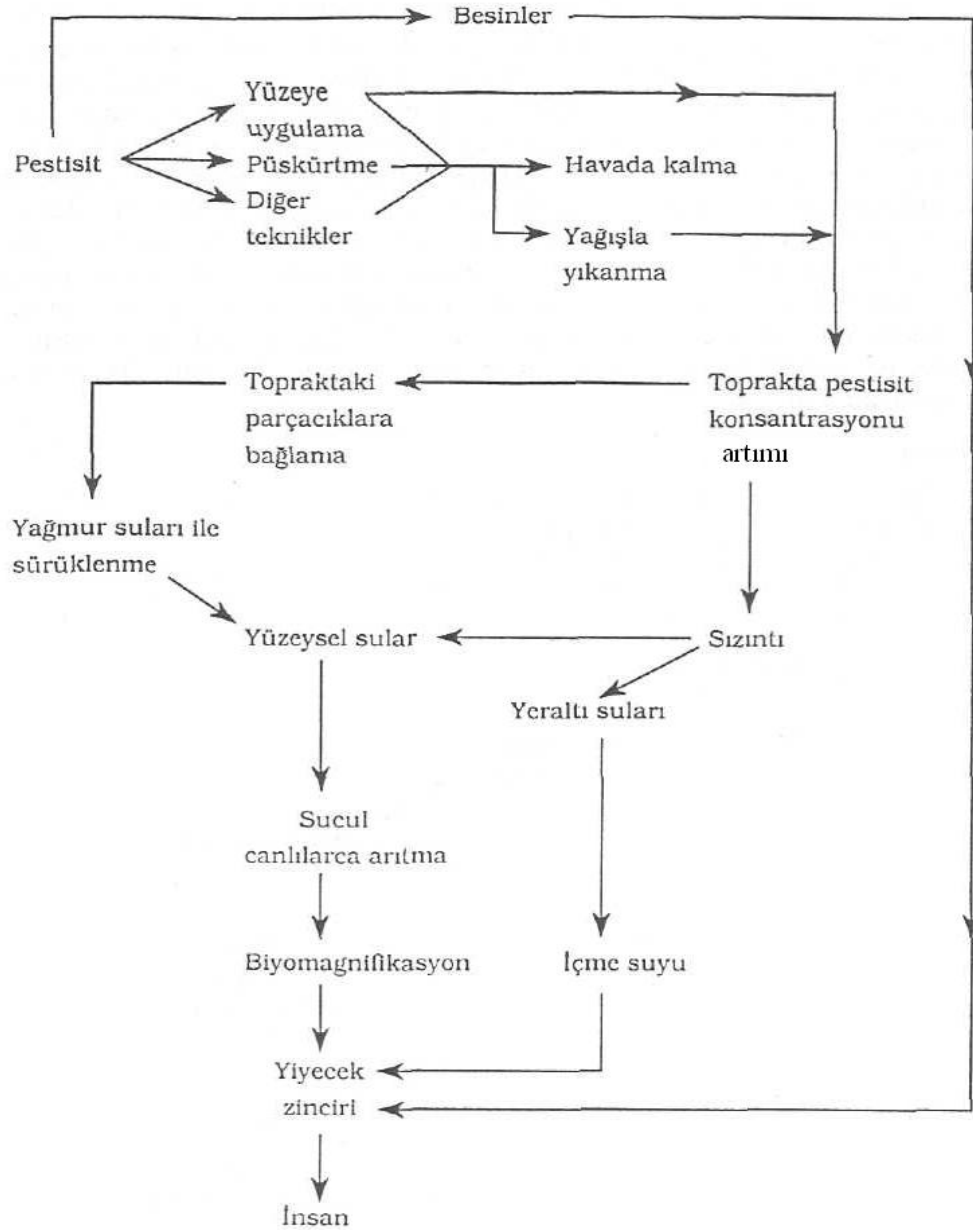 Besinler
Yüzeye
uygulama
Pestisit
Püskürtme
Havada kalma
Diğer
teknikler
Yağışla
yıkanma
Topraktaki
parçacıklara
bağlama
Toprakta pestisit
konsantrasyonu
artımı
Yağmur suları ile
sürüklenme
Yüzeysel sular
Sızıntı
Yeraltı suları
Sucul
canlılarca arıtma
Biyomagnifikasyon
İçme suyu
Yiyecek
zinciri
İnsan